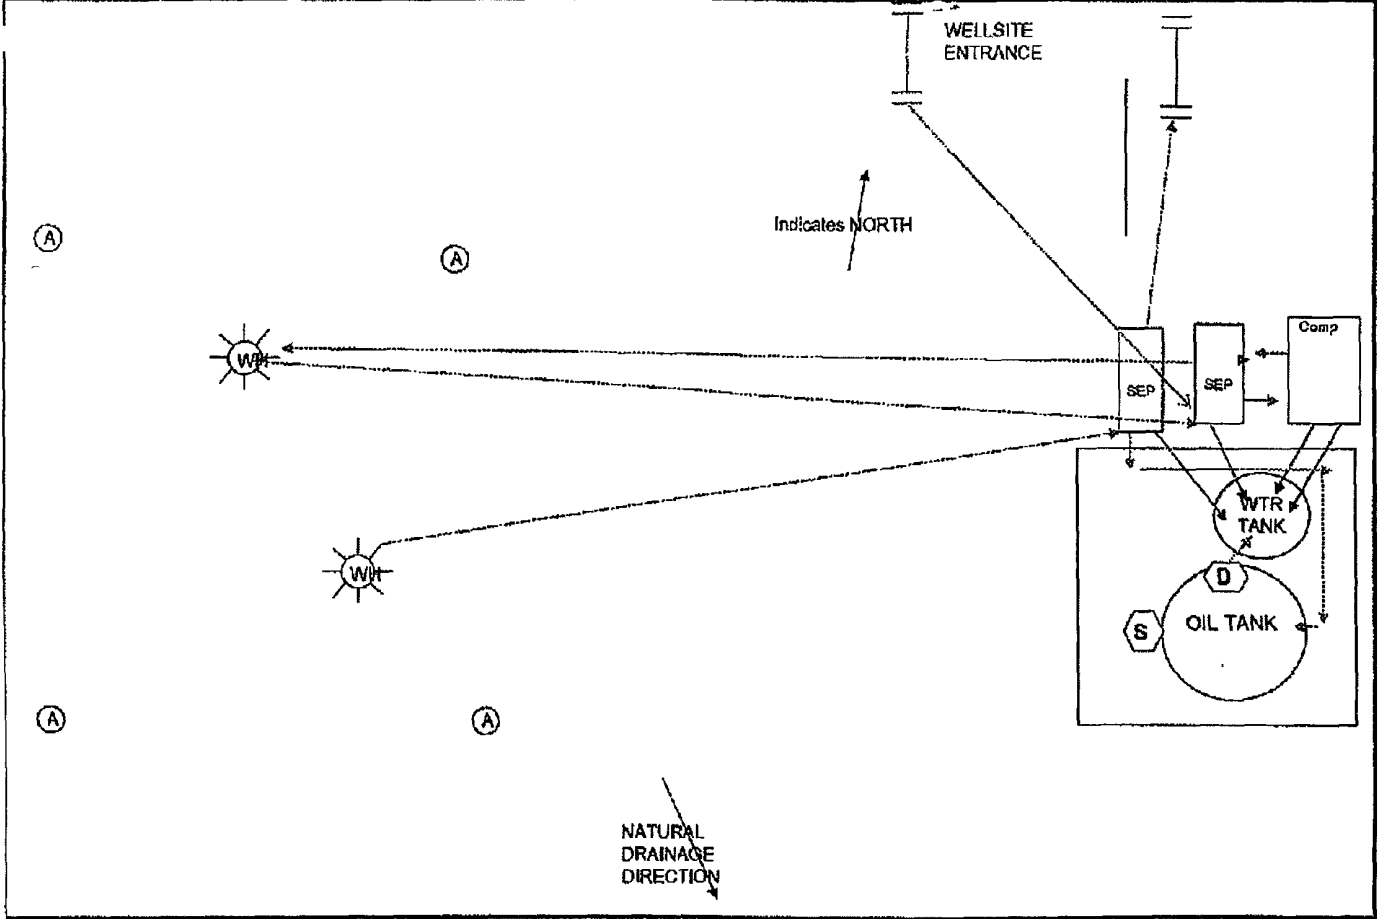 WELLSITE
ENTRANCE
Indicates NORTH
A
A
WH
Comp
SEP
SEP
WTR
TANK
WH
D
S
OIL TANK
A
A
NATURAL
DRAINAGE
DIRECTION